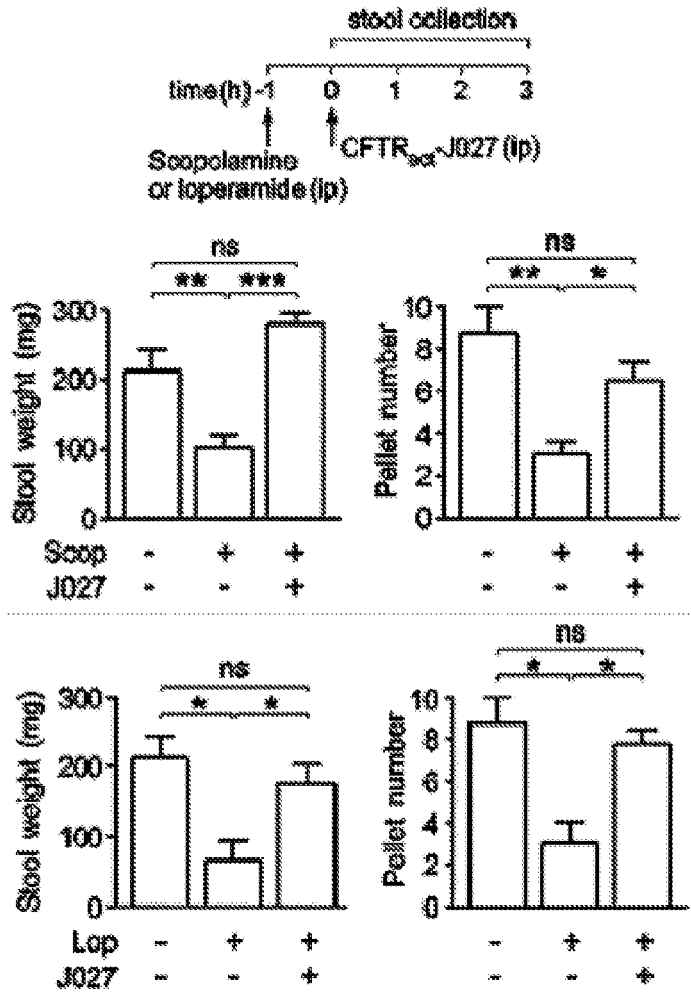 stool collection
time(h) -1 0 1 2 3
Scopolamine
or loperamide (ip)
CFTRact-J027 (ip)
ns
** ***
Stool weight (mg)
300
200
100
0
Scop - + +
J027 - - +
ns
** *
Pellet number
10
8
6
4
2
0
- + +
- - +
ns
* *
Stool weight (mg)
300
200
100
0
Lop - + +
J027 - - +
ns
* *
Pellet number
10
8
6
4
2
0
- + +
- - +